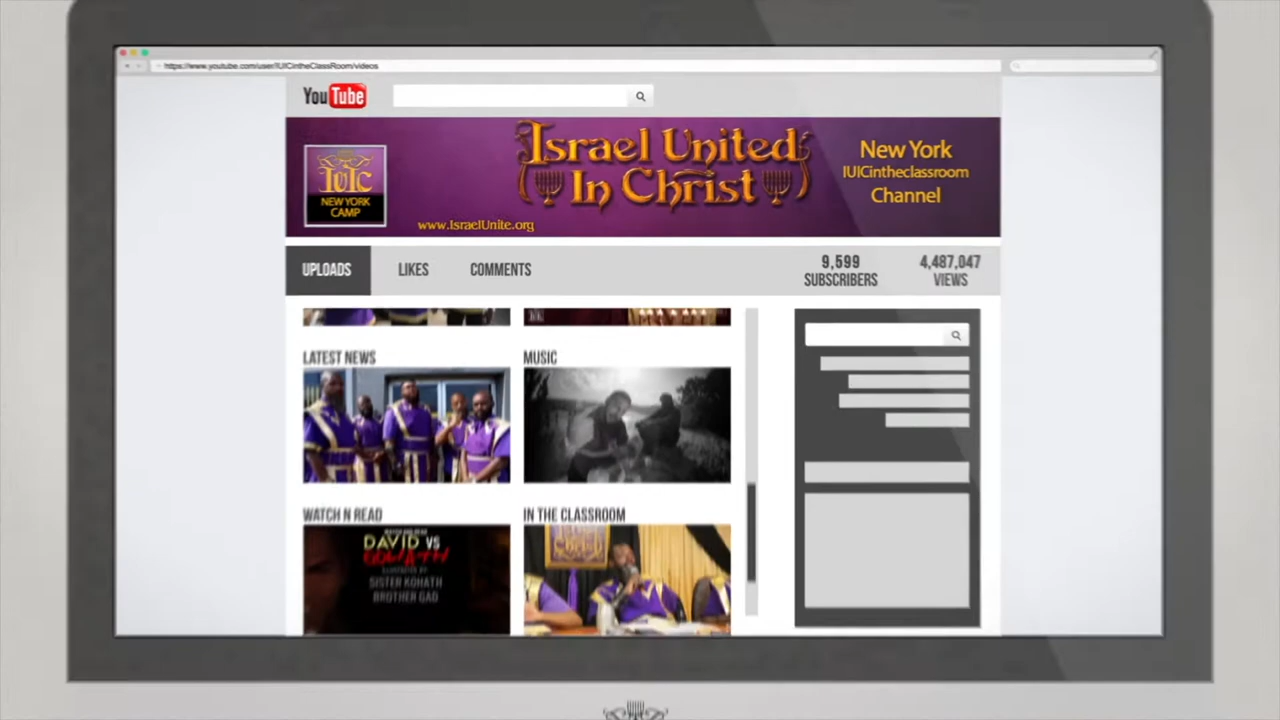 https://www.youtube.com/user/IUICintheClassRoom/videos
YouTube
Israel United
In Christ
New York
IUICintheclassroom
Channel
IUIC
NEW YORK
CAMP
www.IsraelUnite.org
UPLOADS
LIKES
COMMENTS
9,599
SUBSCRIBERS
4,487,047
VIEWS
LATEST NEWS
MUSIC
WATCH N READ
IN THE CLASSROOM
DAVID VS
GOLIATH
SISTER KOHATH
BROTHER GAD